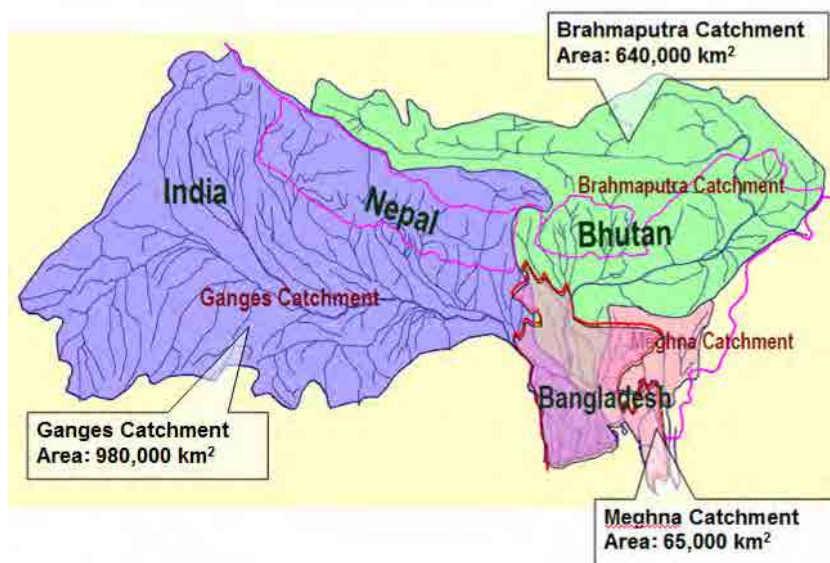 Brahmaputra Catchment
Area: 640,000 km²
India
Nepal
Brahmaputra Catchment
Bhutan
Ganges Catchment
Meghna Catchment
Bangladesh
Ganges Catchment
Area: 980,000 km²
Meghna Catchment
Area: 65,000 km²